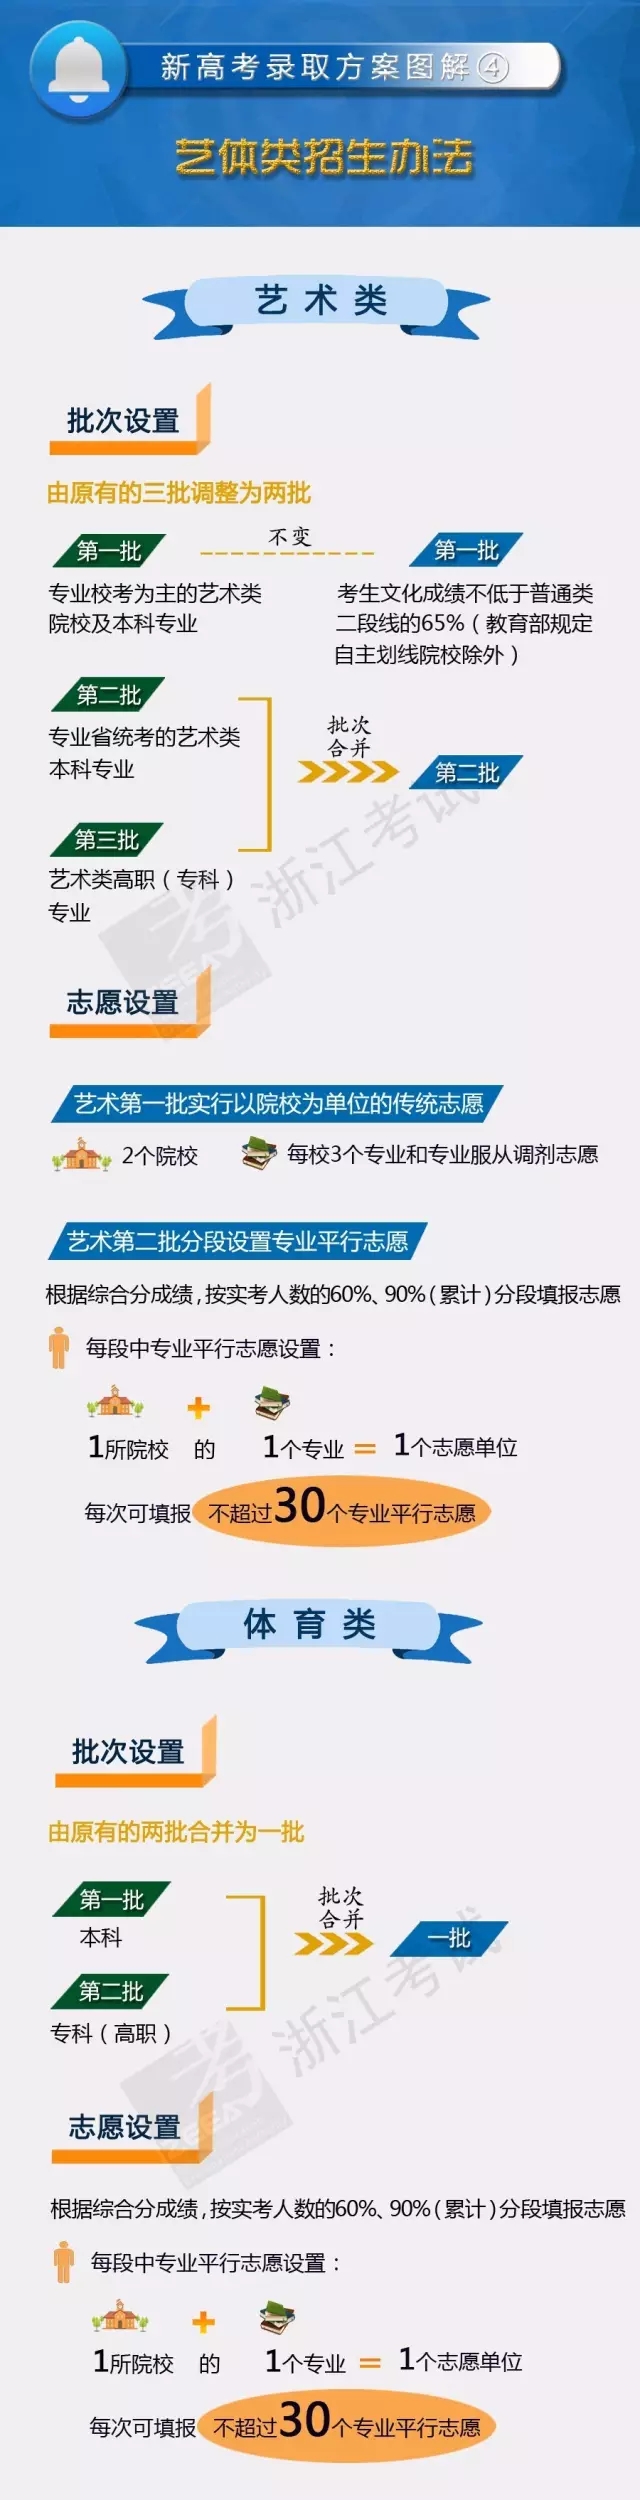 新高考录取方案图解④
艺体类招生办法
艺术类
批次设置
由原有的三批调整为两批
第一批
不变
第一批
专业校考为主的艺术类
院校及本科专业
考生文化成绩不低于普通类
二段线的65%（教育部规定
自主划线院校除外）
第二批
专业省统考的艺术类
本科专业
批次
合并
第二批
第三批
艺术类高职（专科）
专业
浙江考试
考
ZEEA
志愿设置
艺术第一批实行以院校为单位的传统志愿
2个院校
每校3个专业和专业服从调剂志愿
艺术第二批分段设置专业平行志愿
根据综合分成绩,按实考人数的60%、90%(累计)分段填报志愿
每段中专业平行志愿设置：
+
1所院校 的 1个专业 = 1个志愿单位
每次可填报 不超过30个专业平行志愿
体育类
批次设置
由原有的两批合并为一批
第一批
本科
批次
合并
一批
第二批
专科（高职）
浙江考试
考
ZEEA
志愿设置
根据综合分成绩,按实考人数的60%、90%(累计)分段填报志愿
每段中专业平行志愿设置：
+
1所院校 的 1个专业 = 1个志愿单位
每次可填报 不超过30个专业平行志愿